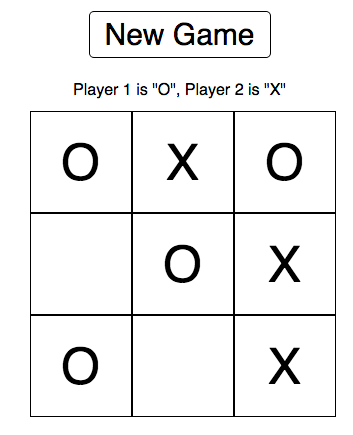 New Game
Player 1 is "O", Player 2 is "X"
O X O
O X
O X